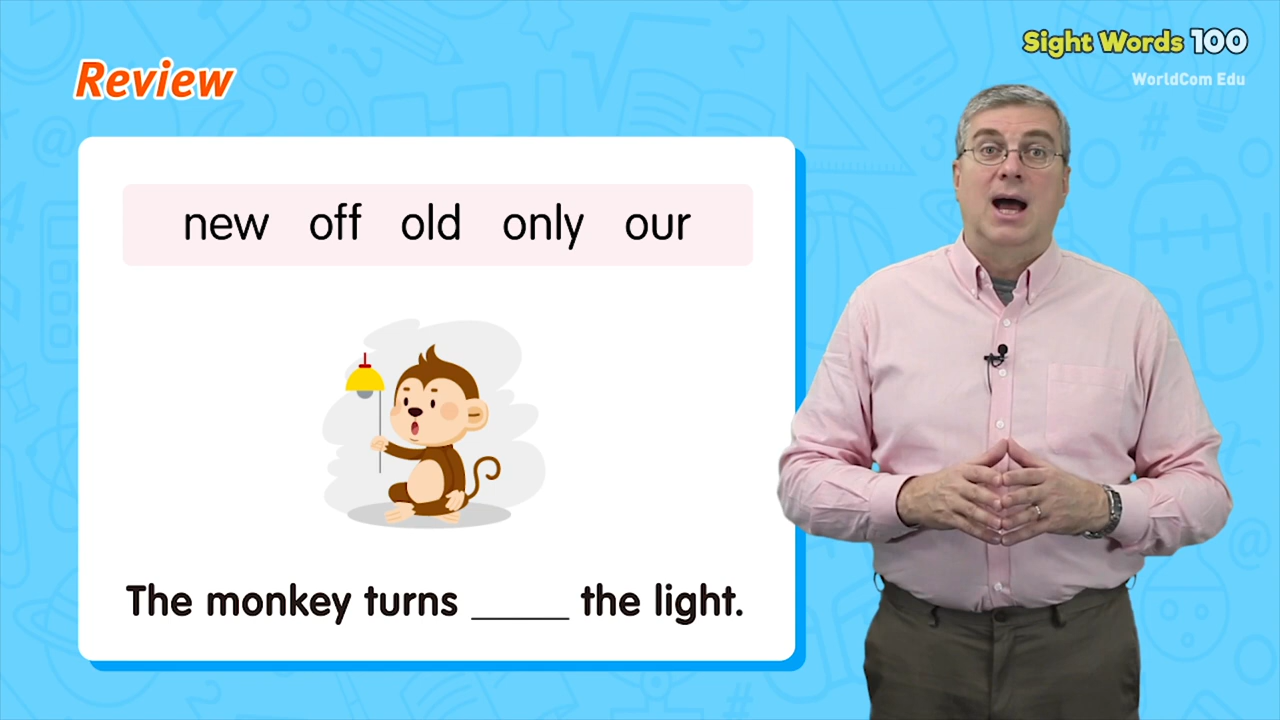 Review
Sight Words 100
WorldCom Edu
new off old only our
The monkey turns _____ the light.